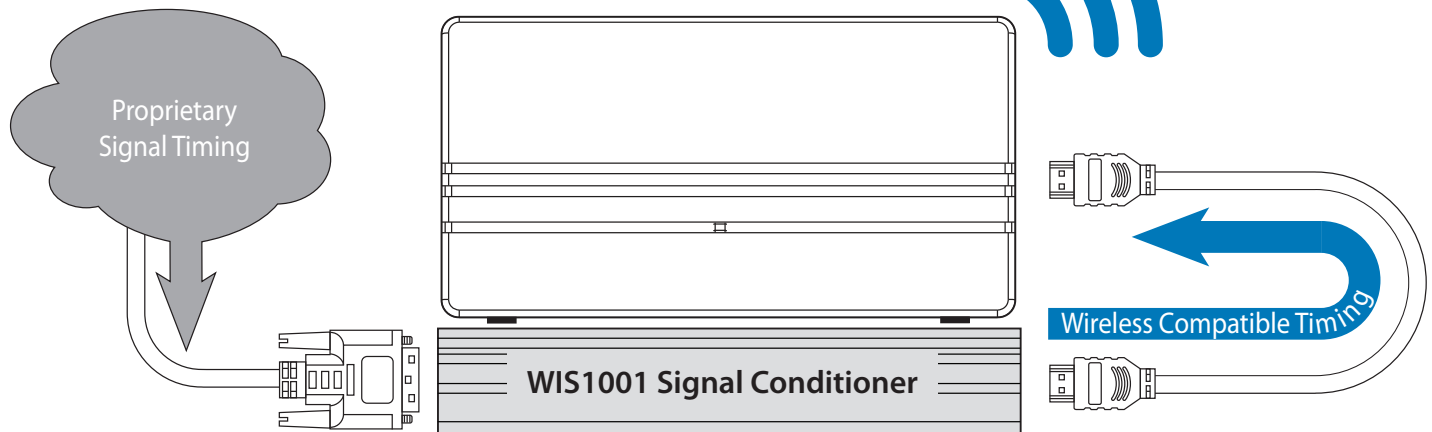 Proprietary
Signal Timing
Wireless Compatible Timing
WIS1001 Signal Conditioner